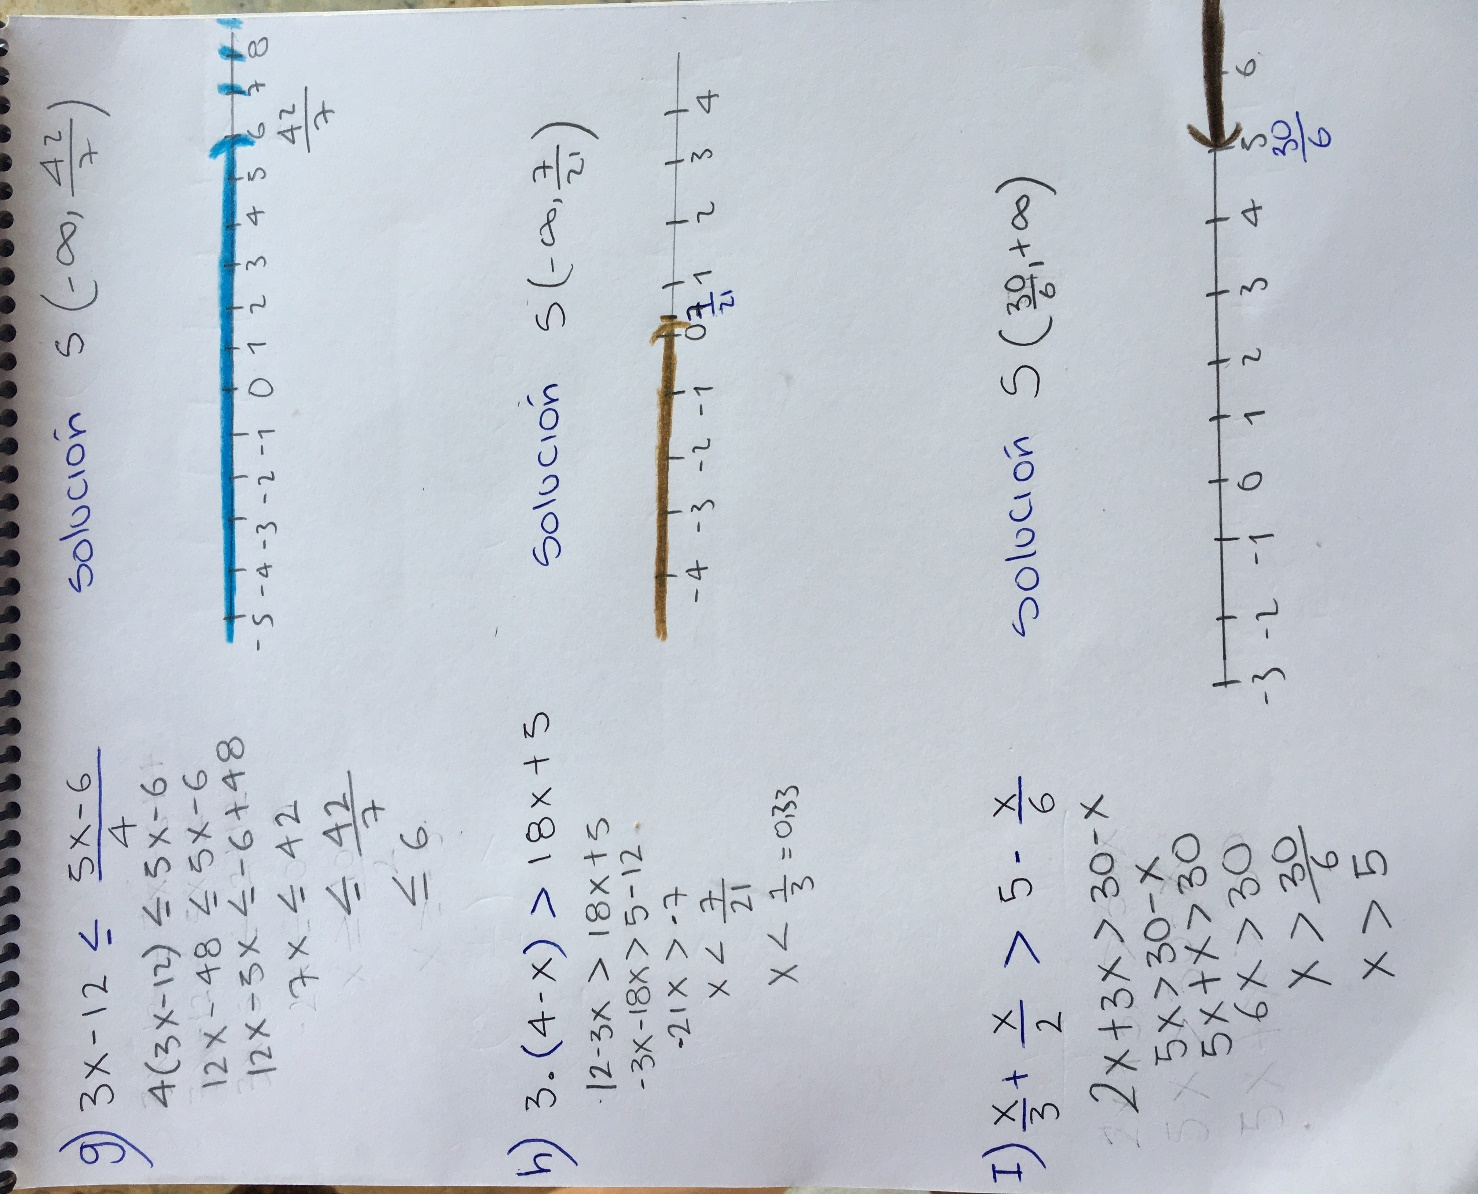 g) 3x-12 ≤ (5x-6)/4
4(3x-12) ≤ 5x-6
12x-48 ≤ 5x-6
12x-5x ≤ -6+48
7x ≤ 42
x ≤ 42/7
x ≤ 6
Solución S (-∞, 42/7)
-5 -4 -3 -2 -1 0 1 2 3 4 5 6 7 8
42/7
h) 3.(4-x) > 18x+5
12-3x > 18x+5
-3x-18x > 5-12
-21x > -7
x < 7/21
x < 1/3 = 0,33
Solución S (-∞, 7/21)
-4 -3 -2 -1 0 7/21 1 2 3 4
I) x/3 + x/2 > 5 - x/6
2x+3x > 30-x
5x > 30-x
5x+x > 30
6x > 30
x > 30/6
x > 5
Solución S (30/6, +∞)
-3 -2 -1 0 1 2 3 4 5 6
30/6